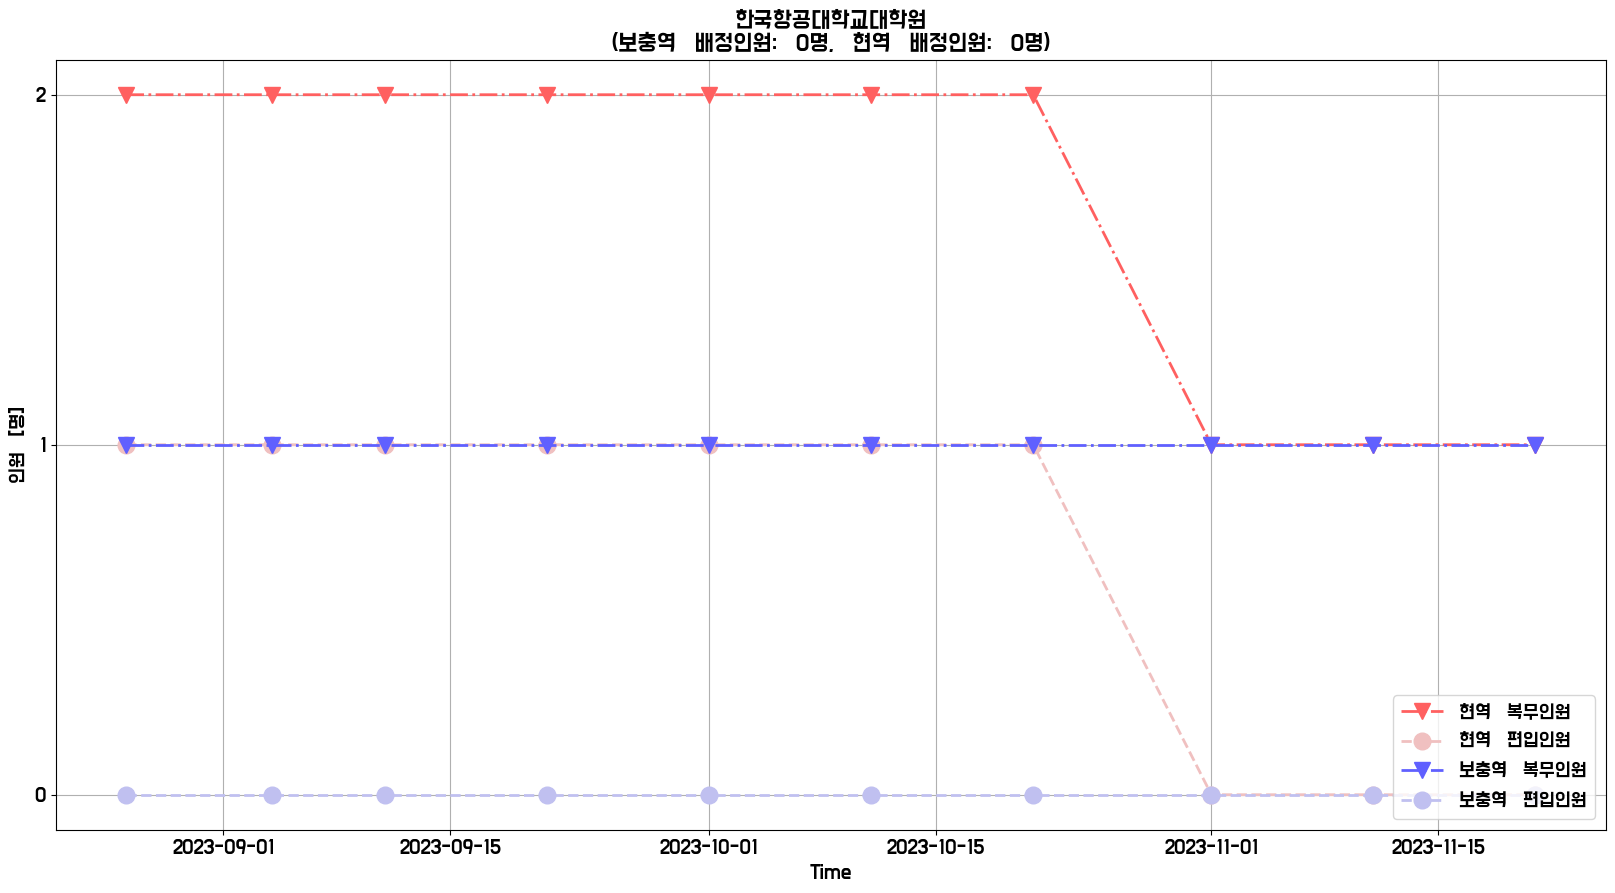 한국항공대학교대학원
(보충역 배정인원: 0명, 현역 배정인원: 0명)
인원 [명]
2
1
0
2023-09-01 2023-09-15 2023-10-01 2023-10-15 2023-11-01 2023-11-15
Time
현역 복무인원
현역 편입인원
보충역 복무인원
보충역 편입인원